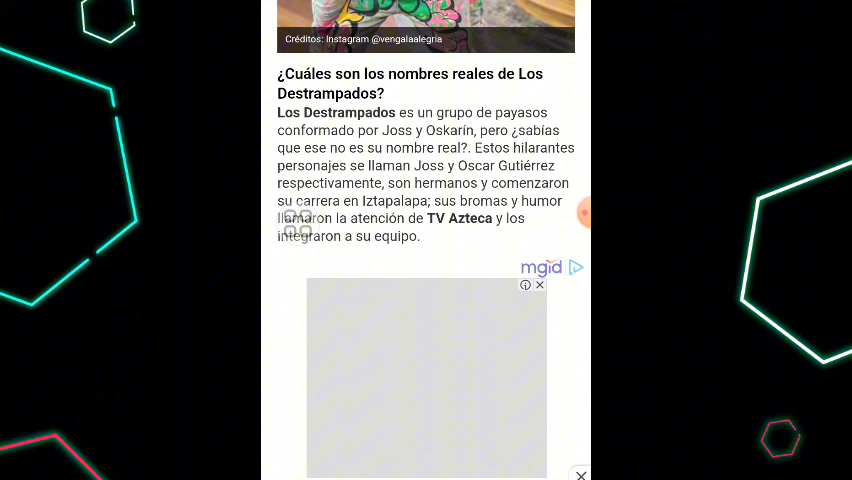 Créditos: Instagram @vengalaalegria
¿Cuáles son los nombres reales de Los
Destrampados?
Los Destrampados es un grupo de payasos
conformado por Joss y Oskarín, pero ¿sabías
que ese no es su nombre real?. Estos hilarantes
personajes se llaman Joss y Oscar Gutiérrez
respectivamente, son hermanos y comenzaron
su carrera en Iztapalapa; sus bromas y humor
llamaron la atención de TV Azteca y los
integraron a su equipo.
mgid